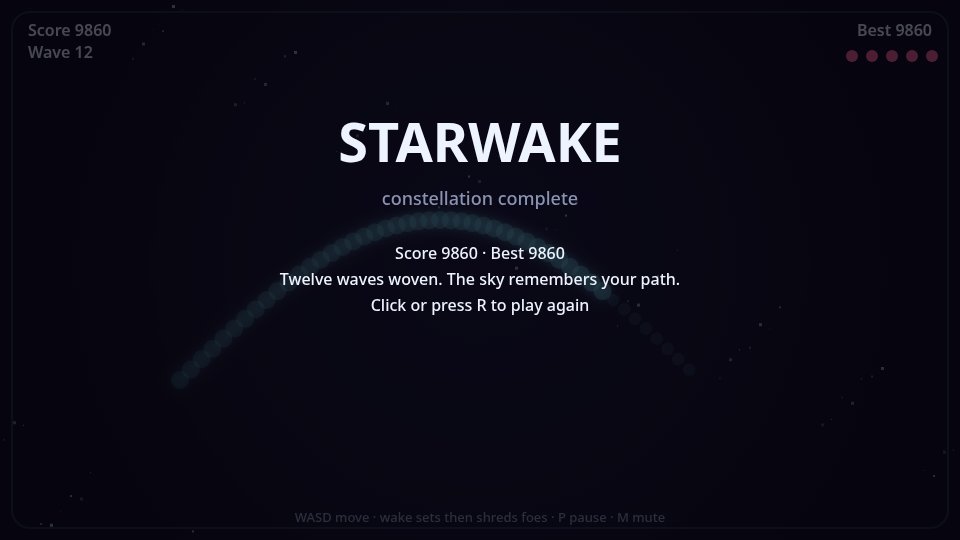 Score 9860
Best 9860
Wave 12
STARWAKE
constellation complete
Score 9860 · Best 9860
Twelve waves woven. The sky remembers your path.
Click or press R to play again
WASD move · wake sets then shreds foes · P pause · M mute